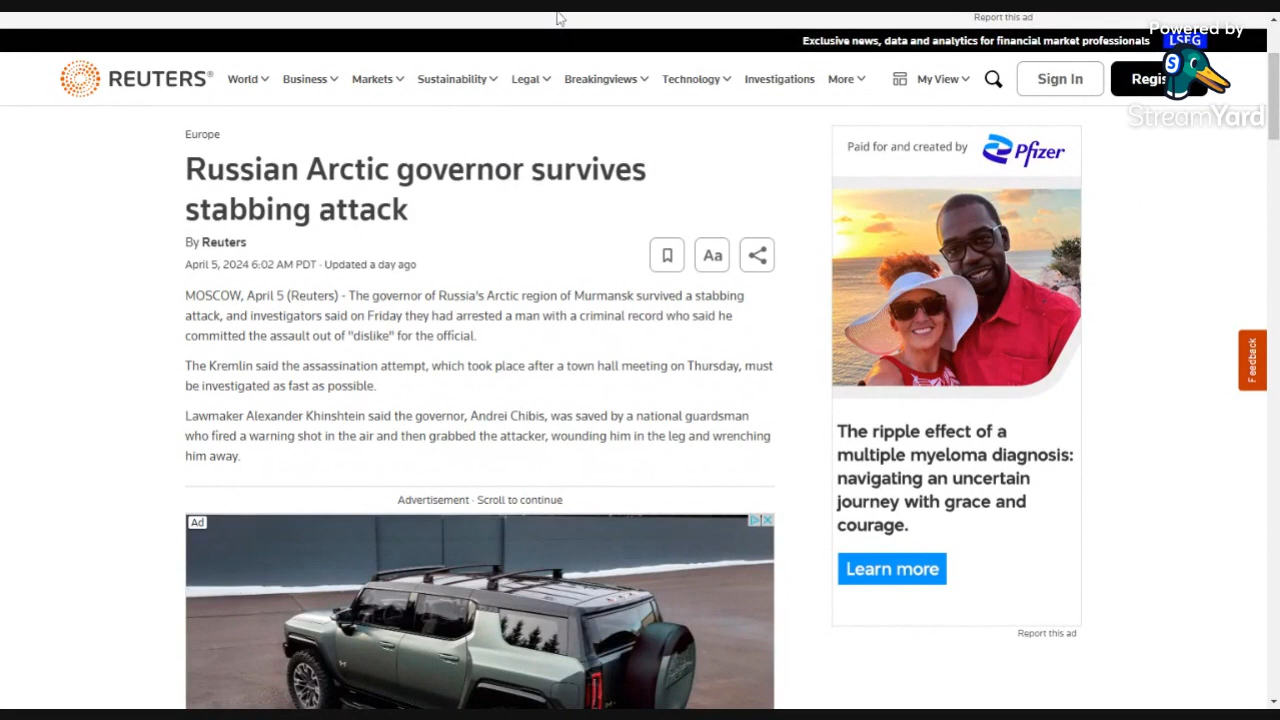 Report this ad
Powered by
Exclusive news, data and analytics for financial market professionals LSEG
REUTERS® World Business Markets Sustainability Legal Breakingviews Technology Investigations More My View Sign In
StreamYard
Europe
Russian Arctic governor survives
stabbing attack
By Reuters
April 5, 2024 6:02 AM PDT · Updated a day ago
Aa
MOSCOW, April 5 (Reuters) - The governor of Russia's Arctic region of Murmansk survived a stabbing
attack, and investigators said on Friday they had arrested a man with a criminal record who said he
committed the assault out of "dislike" for the official.
The Kremlin said the assassination attempt, which took place after a town hall meeting on Thursday, must
be investigated as fast as possible.
Lawmaker Alexander Khinshtein said the governor, Andrei Chibis, was saved by a national guardsman
who fired a warning shot in the air and then grabbed the attacker, wounding him in the leg and wrenching
him away.
Advertisement · Scroll to continue
Ad
Paid for and created by Pfizer
The ripple effect of a
multiple myeloma diagnosis:
navigating an uncertain
journey with grace and
courage.
Learn more
Report this ad
Feedback